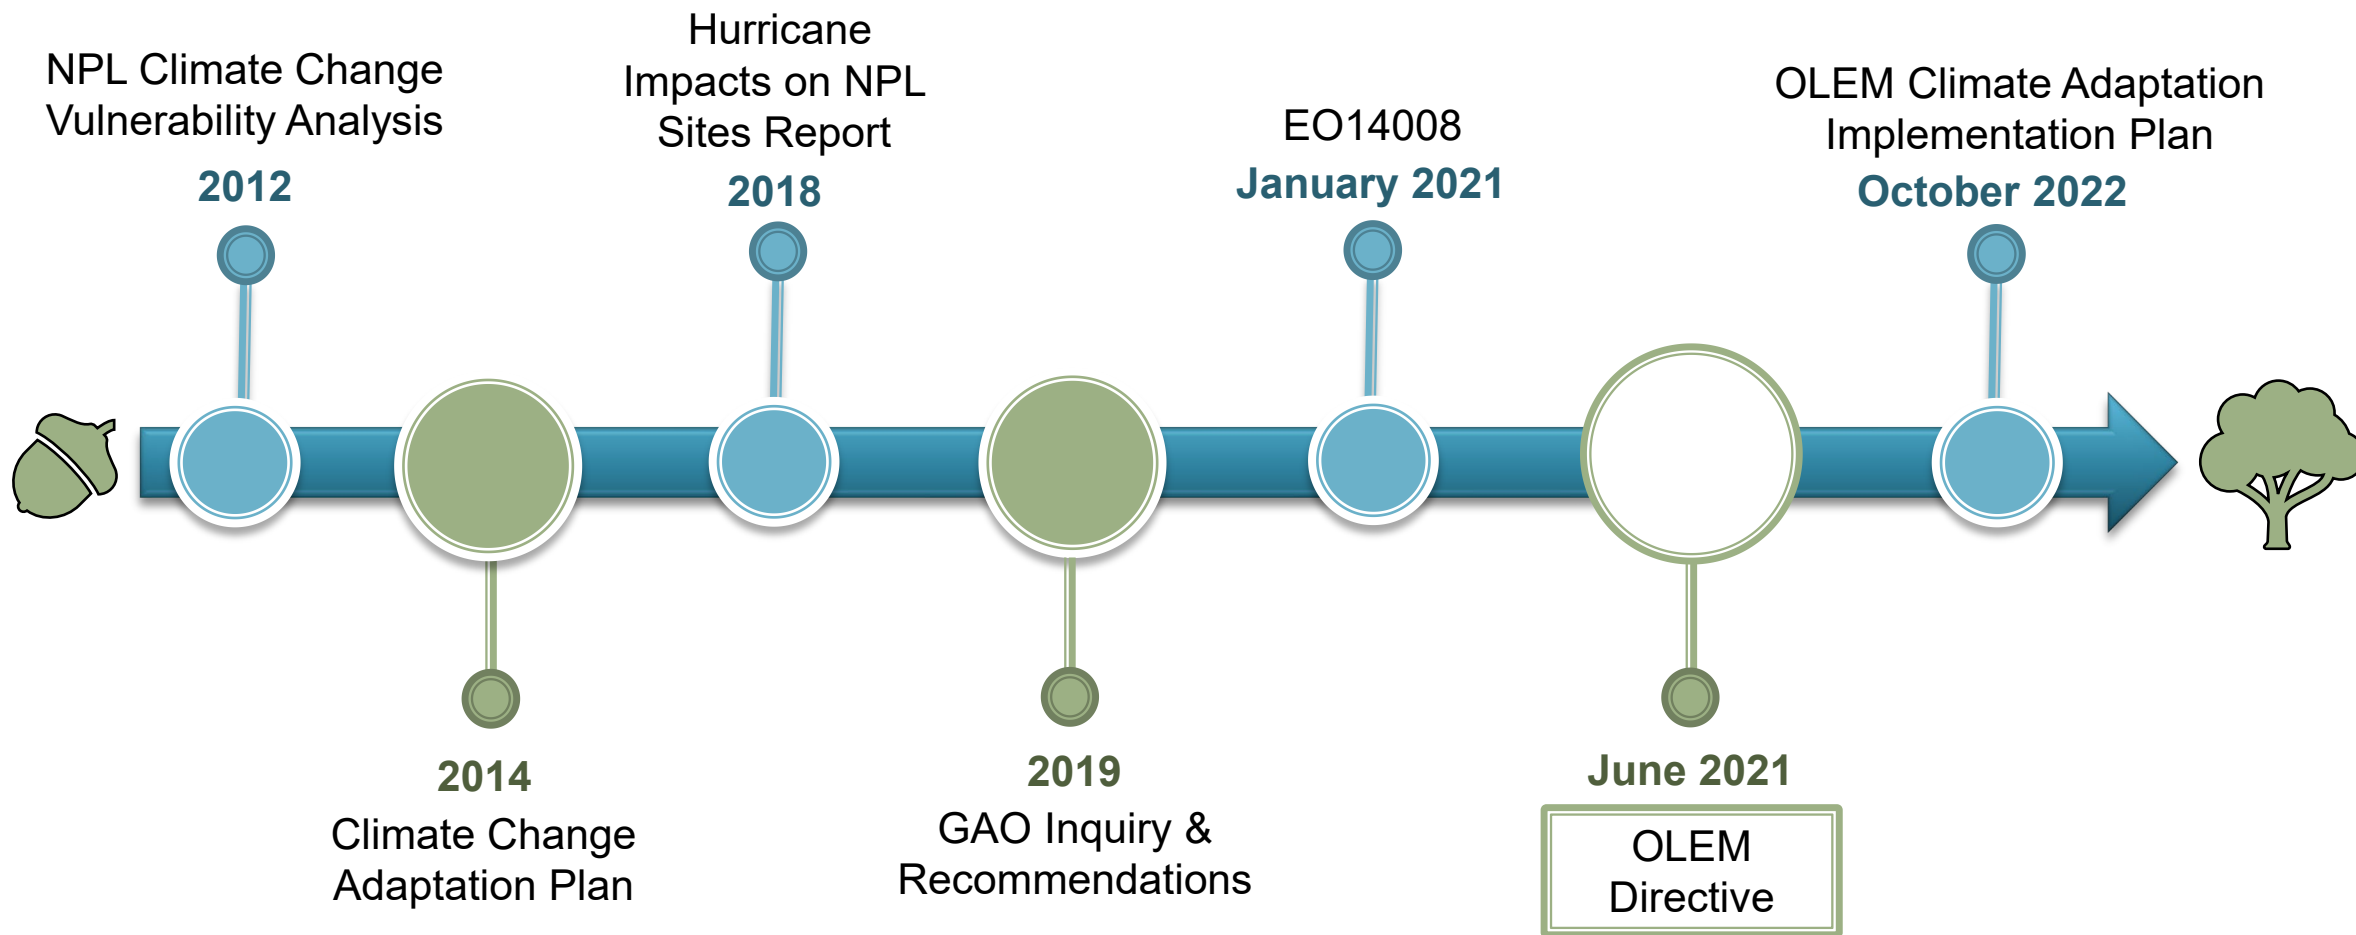 NPL Climate Change
Vulnerability Analysis
2012
Hurricane
Impacts on NPL
Sites Report
2018
EO14008
January 2021
OLEM Climate Adaptation
Implementation Plan
October 2022
2014
Climate Change
Adaptation Plan
2019
GAO Inquiry &
Recommendations
June 2021
OLEM
Directive